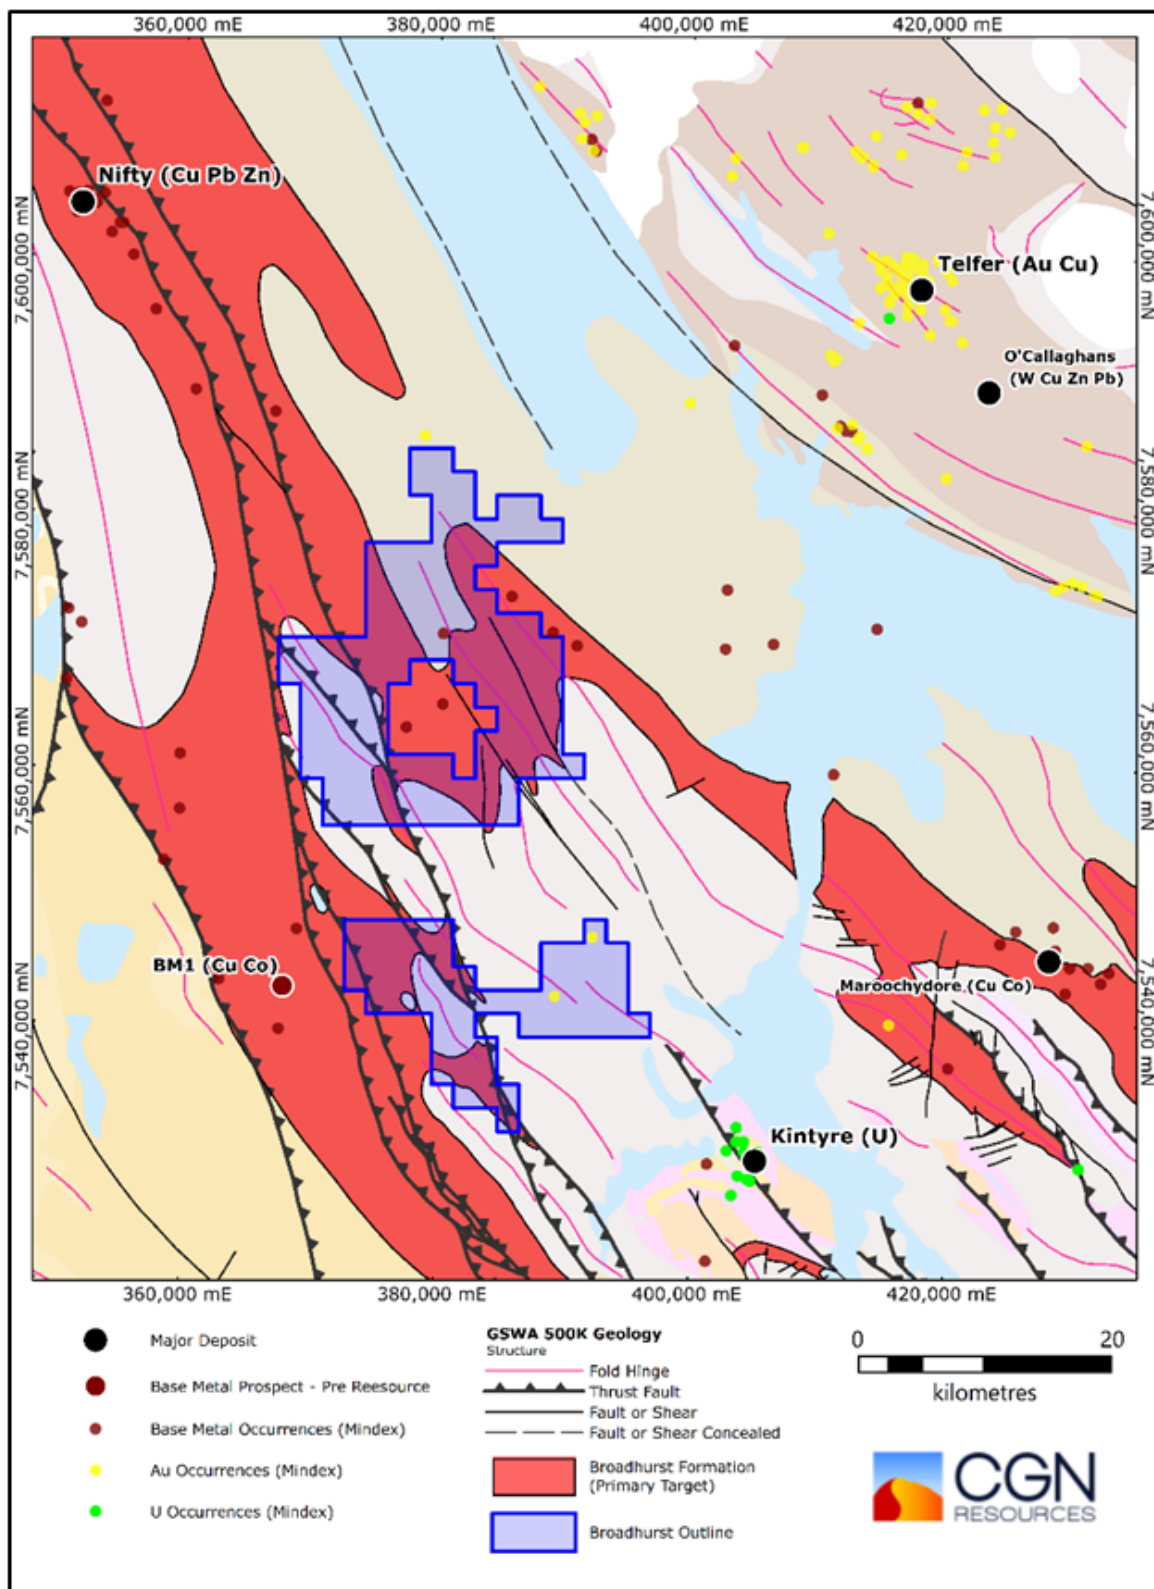 360,000 mE 380,000 mE 400,000 mE 420,000 mE
Nifty (Cu Pb Zn)
7,600,000 mN
7,600,000 mN
Telfer (Au Cu)
O'Callaghans
(W Cu Zn Pb)
7,580,000 mN
7,580,000 mN
7,560,000 mN
7,560,000 mN
BM1 (Cu Co)
Maroochydore (Cu Co)
7,540,000 mN
7,540,000 mN
Kintyre (U)
360,000 mE 380,000 mE 400,000 mE 420,000 mE
Major Deposit
Base Metal Prospect - Pre Reesource
Base Metal Occurrences (Mindex)
Au Occurrences (Mindex)
U Occurrences (Mindex)
GSWA 500K Geology
Structure
Fold Hinge
Thrust Fault
Fault or Shear
Fault or Shear Concealed
Broadhurst Formation
(Primary Target)
Broadhurst Outline
0 20
kilometres
CGN
RESOURCES